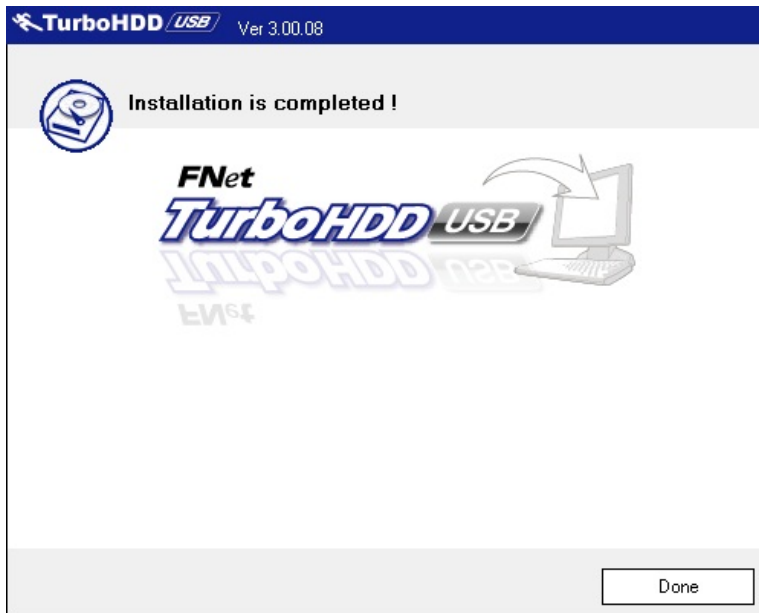 TurboHDD USB Ver 3.00.08
Installation is completed !
FNet
TurboHDD USB
Done